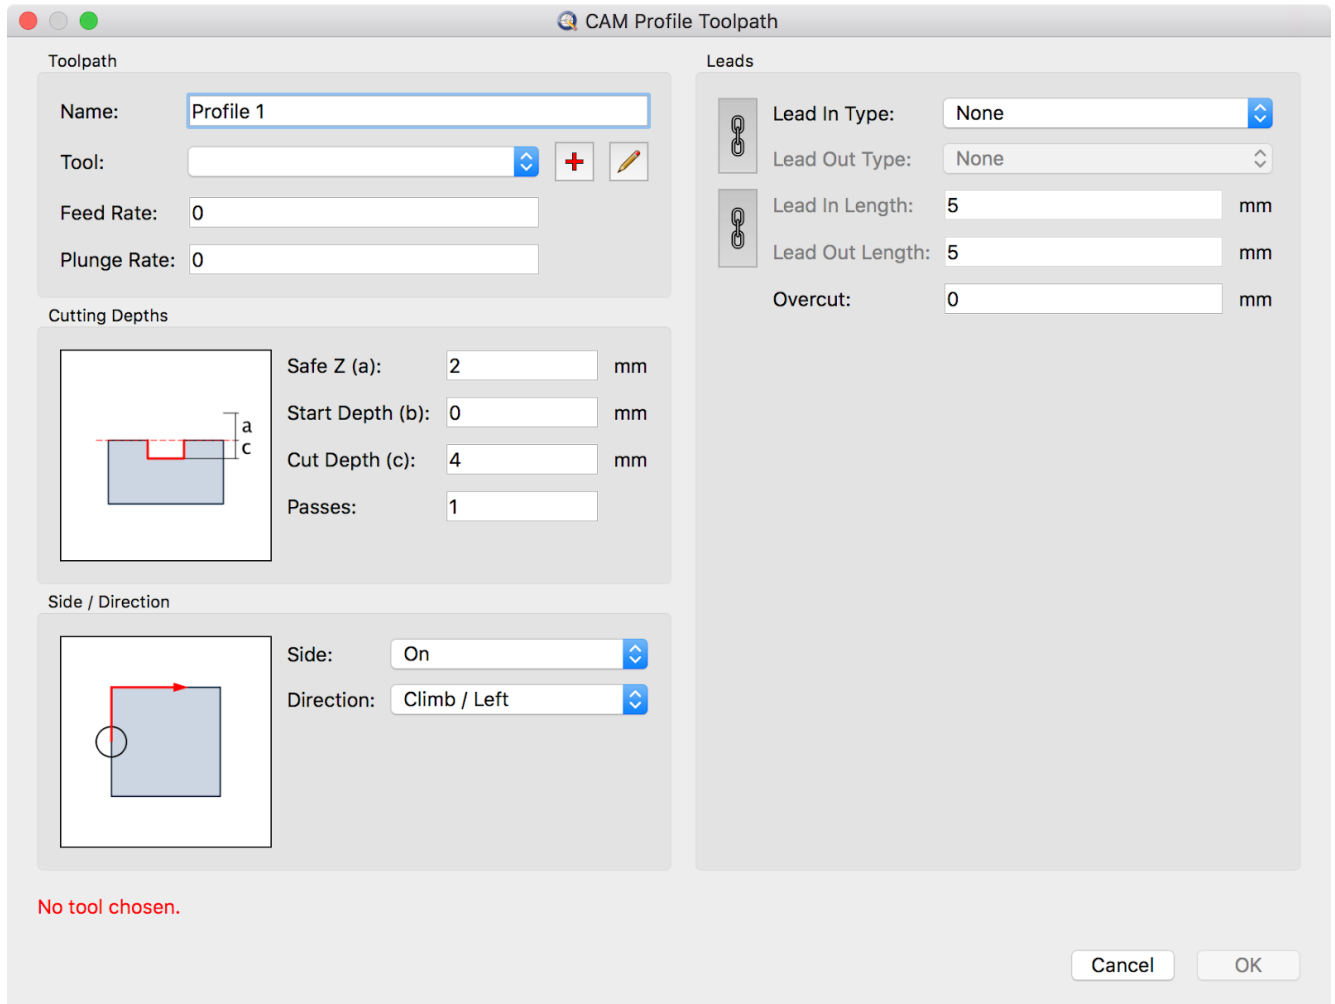 CAM Profile Toolpath
Toolpath
Name: Profile 1
Tool:
Feed Rate: 0
Plunge Rate: 0
Cutting Depths
a
c
Safe Z (a): 2 mm
Start Depth (b): 0 mm
Cut Depth (c): 4 mm
Passes: 1
Side / Direction
Side: On
Direction: Climb / Left
Leads
Lead In Type: None
Lead Out Type: None
Lead In Length: 5 mm
Lead Out Length: 5 mm
Overcut: 0 mm
No tool chosen.
Cancel OK